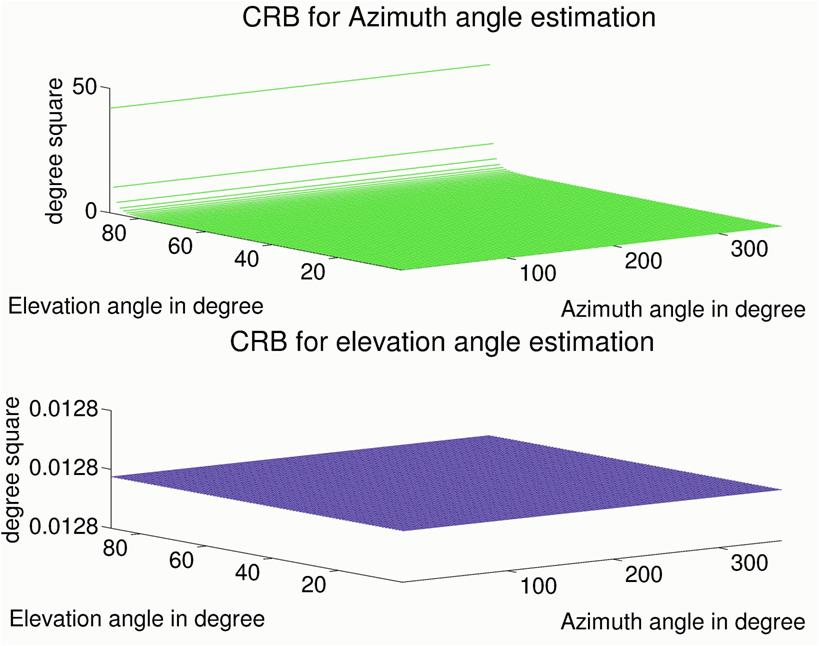 CRB for Azimuth angle estimation
50
degree square
0
80
60
40
20
100
200
300
Elevation angle in degree
Azimuth angle in degree
CRB for elevation angle estimation
0.0128
degree square
0.0128
0.0128
80
60
40
20
100
200
300
Elevation angle in degree
Azimuth angle in degree